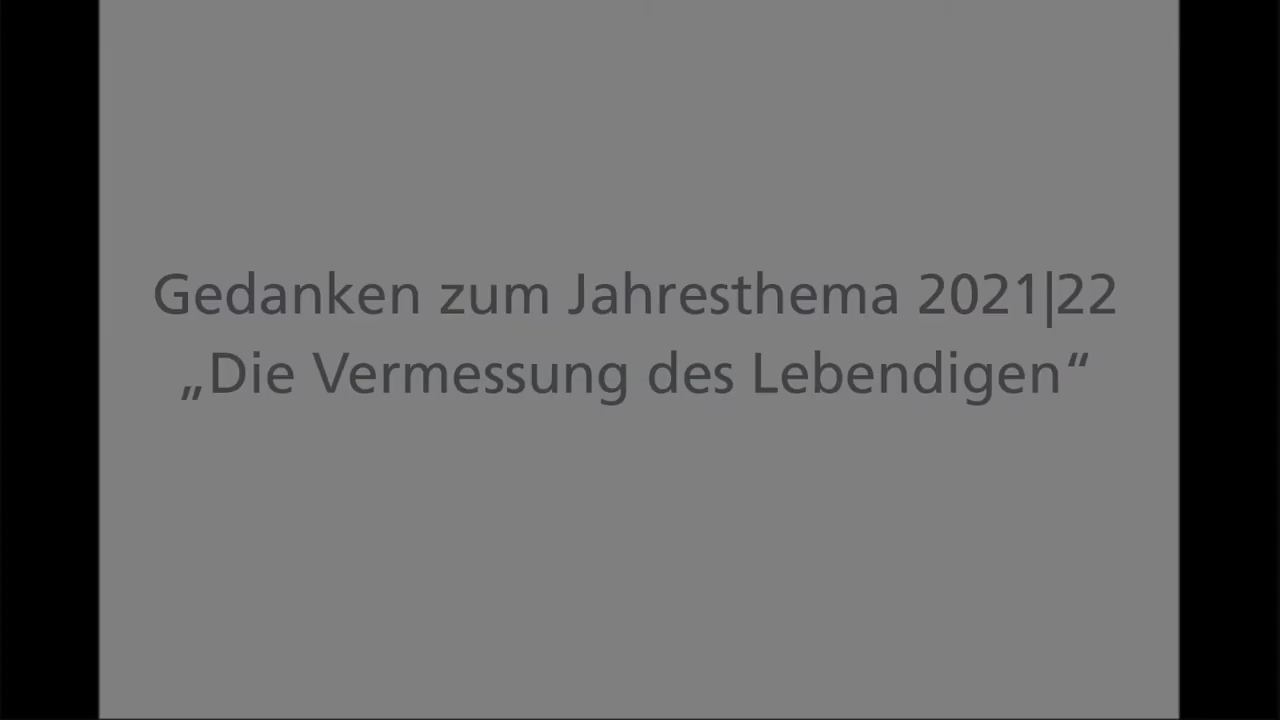 Gedanken zum Jahresthema 2021|22
„Die Vermessung des Lebendigen“